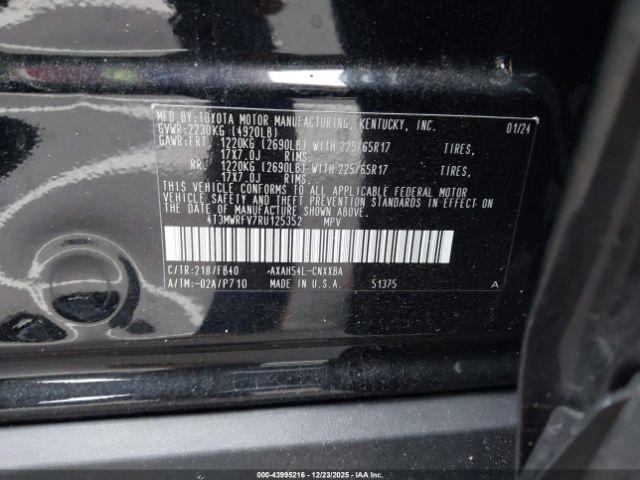 MFD.BY:TOYOTA MOTOR MANUFACTURING, KENTUCKY, INC. 01/24
GVWR:2230KG (4920LB)
GAWR:FRT 1220KG (2690LB) WITH 225/65R17 TIRES,
17X7.0J RIMS.
RR 1220KG (2690LB) WITH 225/65R17 TIRES,
17X7.0J RIMS.
THIS VEHICLE CONFORMS TO ALL APPLICABLE FEDERAL MOTOR
VEHICLE SAFETY AND THEFT PREVENTION STANDARDS IN
EFFECT ON THE DATE OF MANUFACTURE SHOWN ABOVE.
4T3MWRFV7RU125352 MPV
C/TR:218/FB40 -AXAH54L-CNXXBA
A/TM:-02A/P710 MADE IN U.S.A. 51375 A
00-43995216 - 12/23/2025 - IAAI.COM